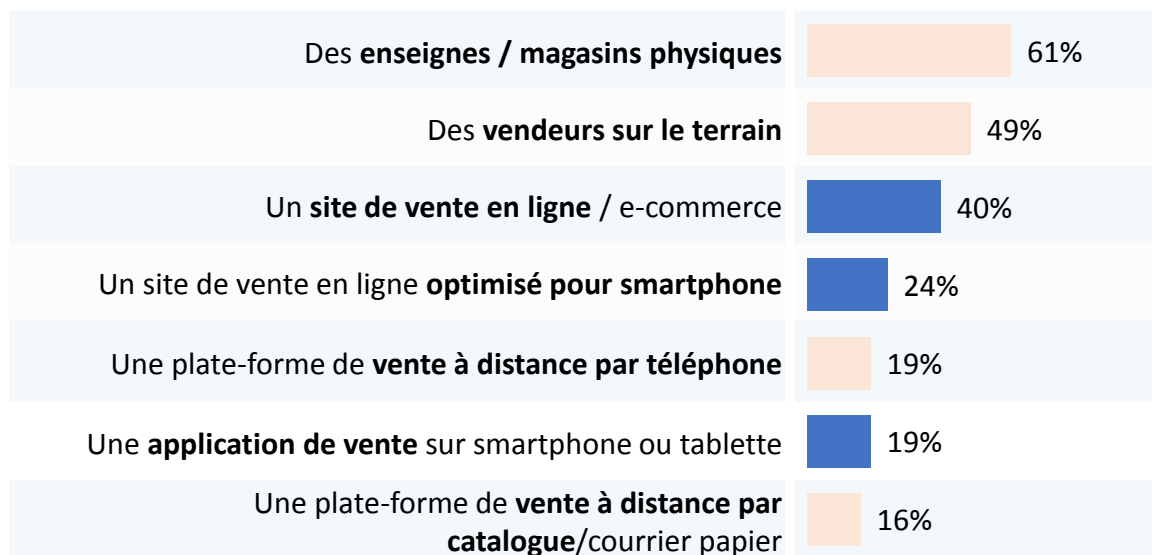 Des enseignes / magasins physiques 61%
Des vendeurs sur le terrain 49%
Un site de vente en ligne / e-commerce 40%
Un site de vente en ligne optimisé pour smartphone 24%
Une plate-forme de vente à distance par téléphone 19%
Une application de vente sur smartphone ou tablette 19%
Une plate-forme de vente à distance par
catalogue/courrier papier 16%